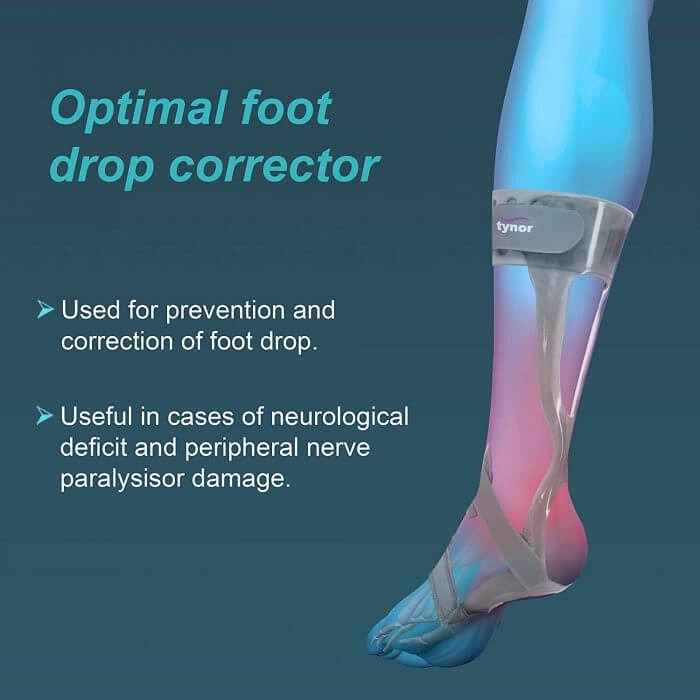 Optimal foot
drop corrector
tynor
Used for prevention and
correction of foot drop.
Useful in cases of neurological
deficit and peripheral nerve
paralysisor damage.